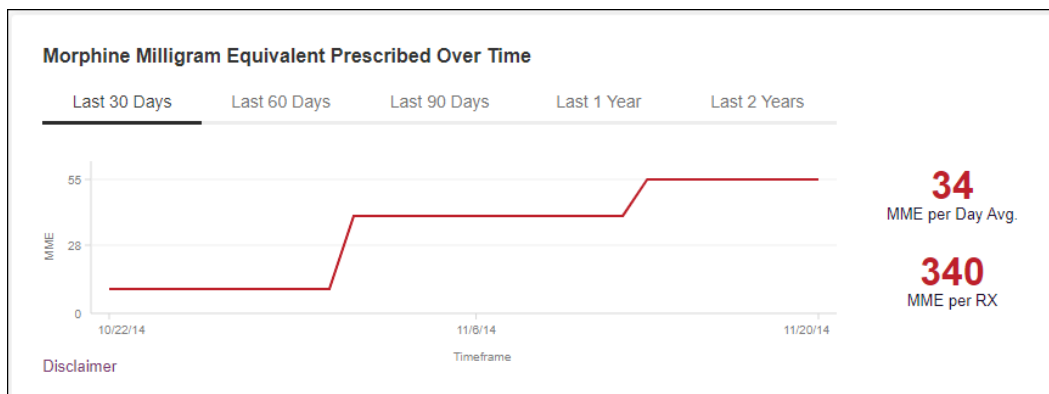 Morphine Milligram Equivalent Prescribed Over Time
Last 30 Days Last 60 Days Last 90 Days Last 1 Year Last 2 Years
55
28
0
MME
10/22/14 11/6/14 11/20/14
Timeframe
34
MME per Day Avg.
340
MME per RX
Disclaimer